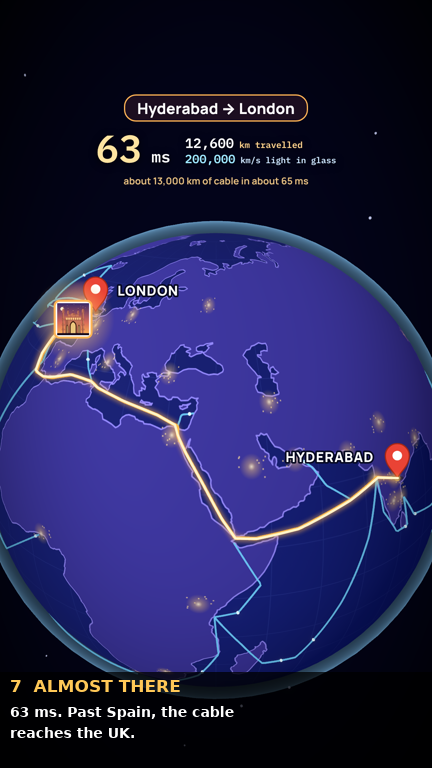 Hyderabad → London
63 ms
12,600 km travelled
200,000 km/s light in glass
about 13,000 km of cable in about 65 ms
LONDON
HYDERABAD
7 ALMOST THERE
63 ms. Past Spain, the cable
reaches the UK.